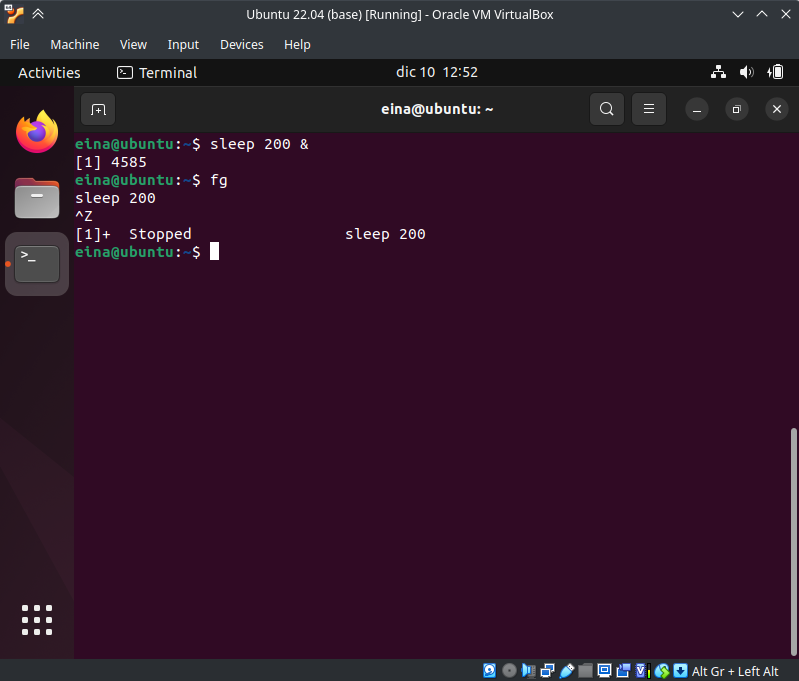 Ubuntu 22.04 (base) [Running] - Oracle VM VirtualBox
File Machine View Input Devices Help
Activities Terminal dic 10 12:52
eina@ubuntu: ~
eina@ubuntu:~$ sleep 200 &
[1] 4585
eina@ubuntu:~$ fg
sleep 200
^Z
[1]+  Stopped                 sleep 200
eina@ubuntu:~$
>_
Alt Gr + Left Alt